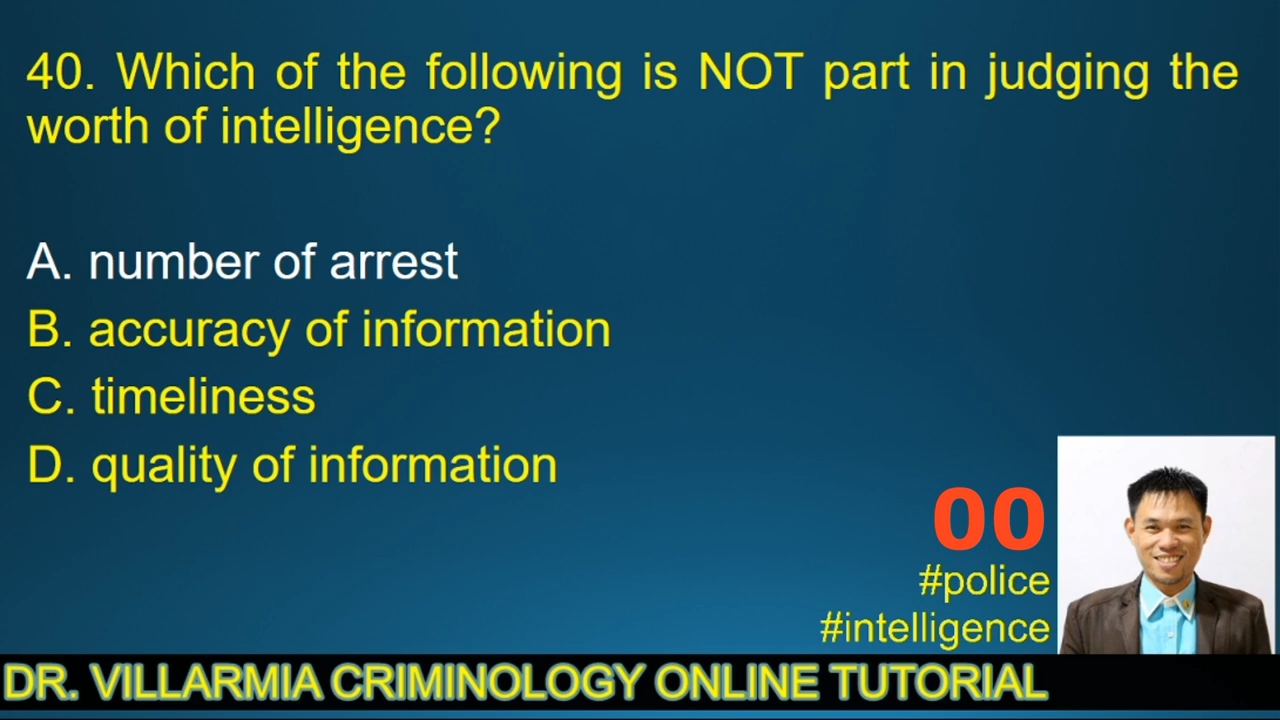 40. Which of the following is NOT part in judging the
worth of intelligence?
A. number of arrest
B. accuracy of information
C. timeliness
D. quality of information
00
#police
#intelligence
DR. VILLARMIA CRIMINOLOGY ONLINE TUTORIAL